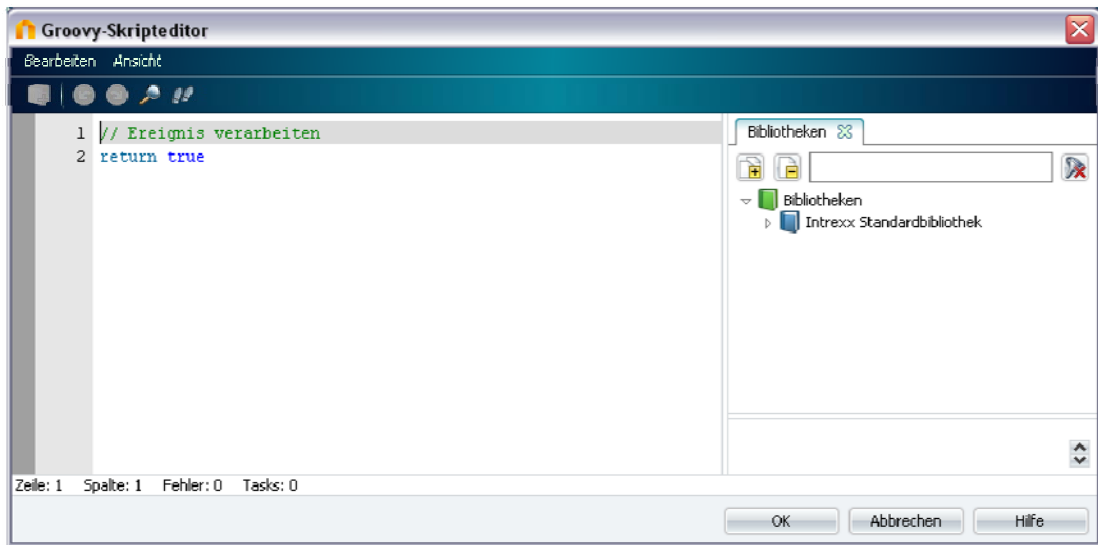 Groovy-Skripteditor
Bearbeiten Ansicht
1 // Ereignis verarbeiten
2 return true
Bibliotheken
Bibliotheken
Intrexx Standardbibliothek
Zeile: 1 Spalte: 1 Fehler: 0 Tasks: 0
OK Abbrechen Hilfe